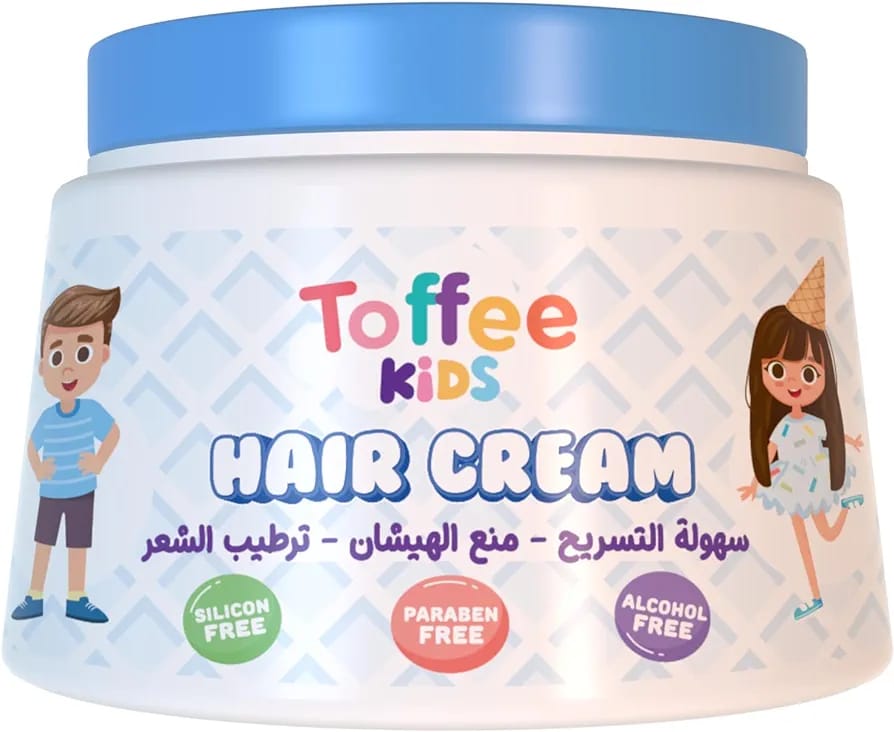 Toffee
KiDS
HAIR CREAM
سهولة التسريح - منع الهيشان - ترطيب الشعر
SILICON
FREE
PARABEN
FREE
ALCOHOL
FREE